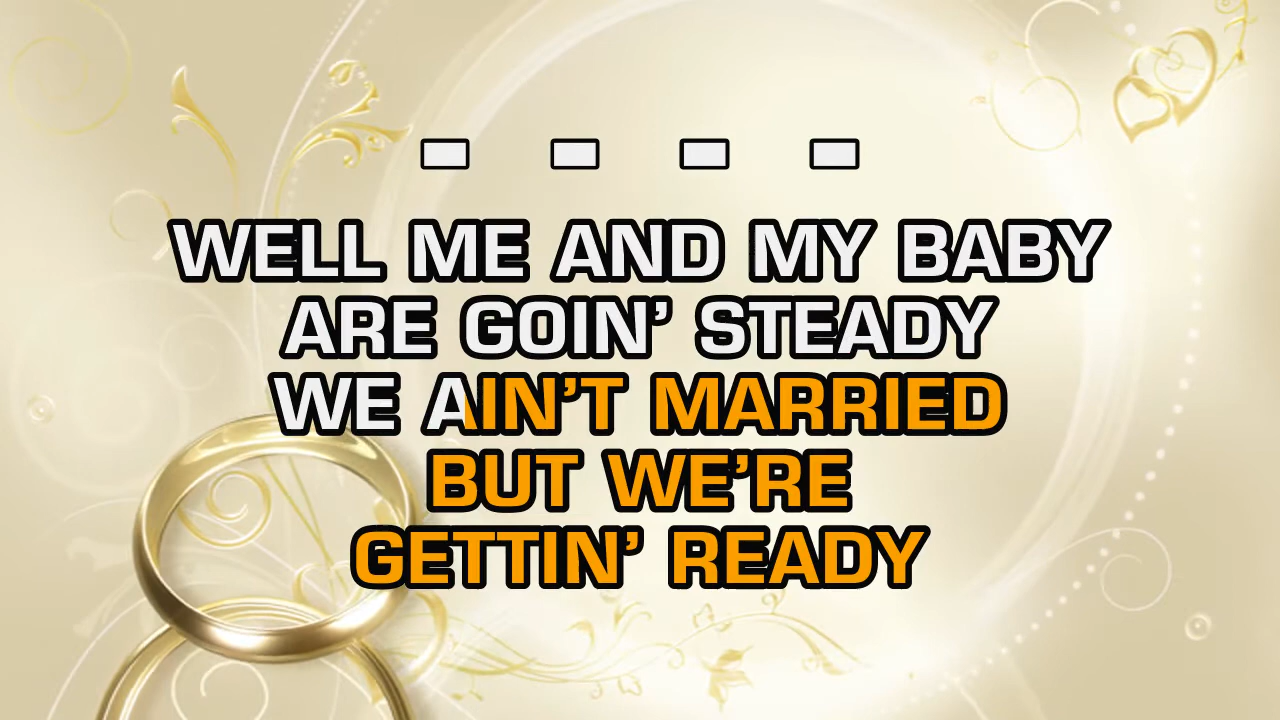 - - - -
WELL ME AND MY BABY
ARE GOIN’ STEADY
WE AIN’T MARRIED
BUT WE’RE
GETTIN’ READY